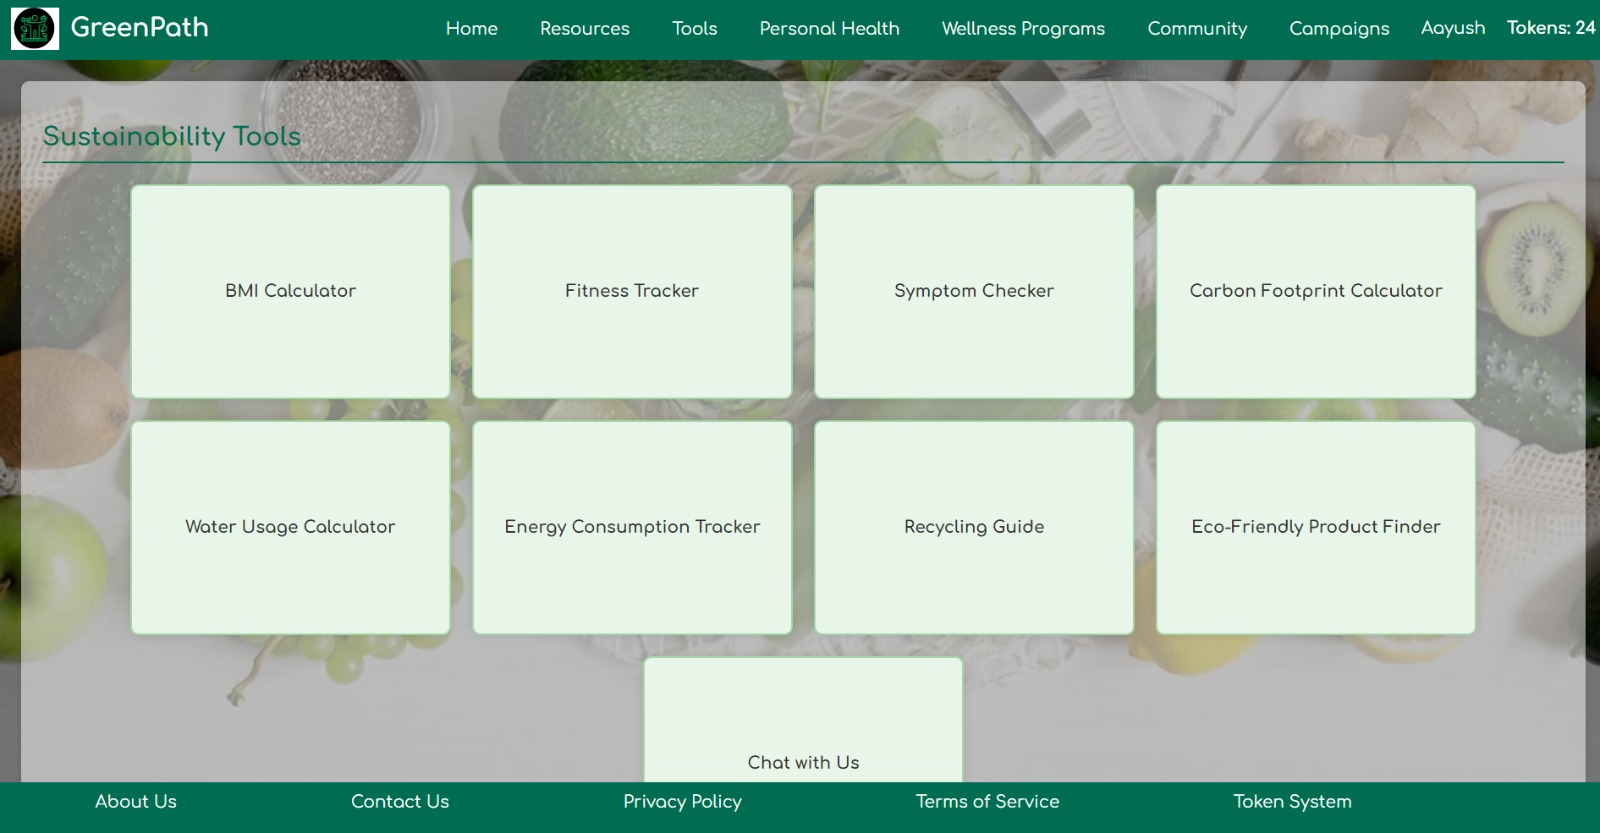 GreenPath
Home Resources Tools Personal Health Wellness Programs Community Campaigns Aayush Tokens: 24
Sustainability Tools
BMI Calculator
Fitness Tracker
Symptom Checker
Carbon Footprint Calculator
Water Usage Calculator
Energy Consumption Tracker
Recycling Guide
Eco-Friendly Product Finder
Chat with Us
About Us Contact Us Privacy Policy Terms of Service Token System